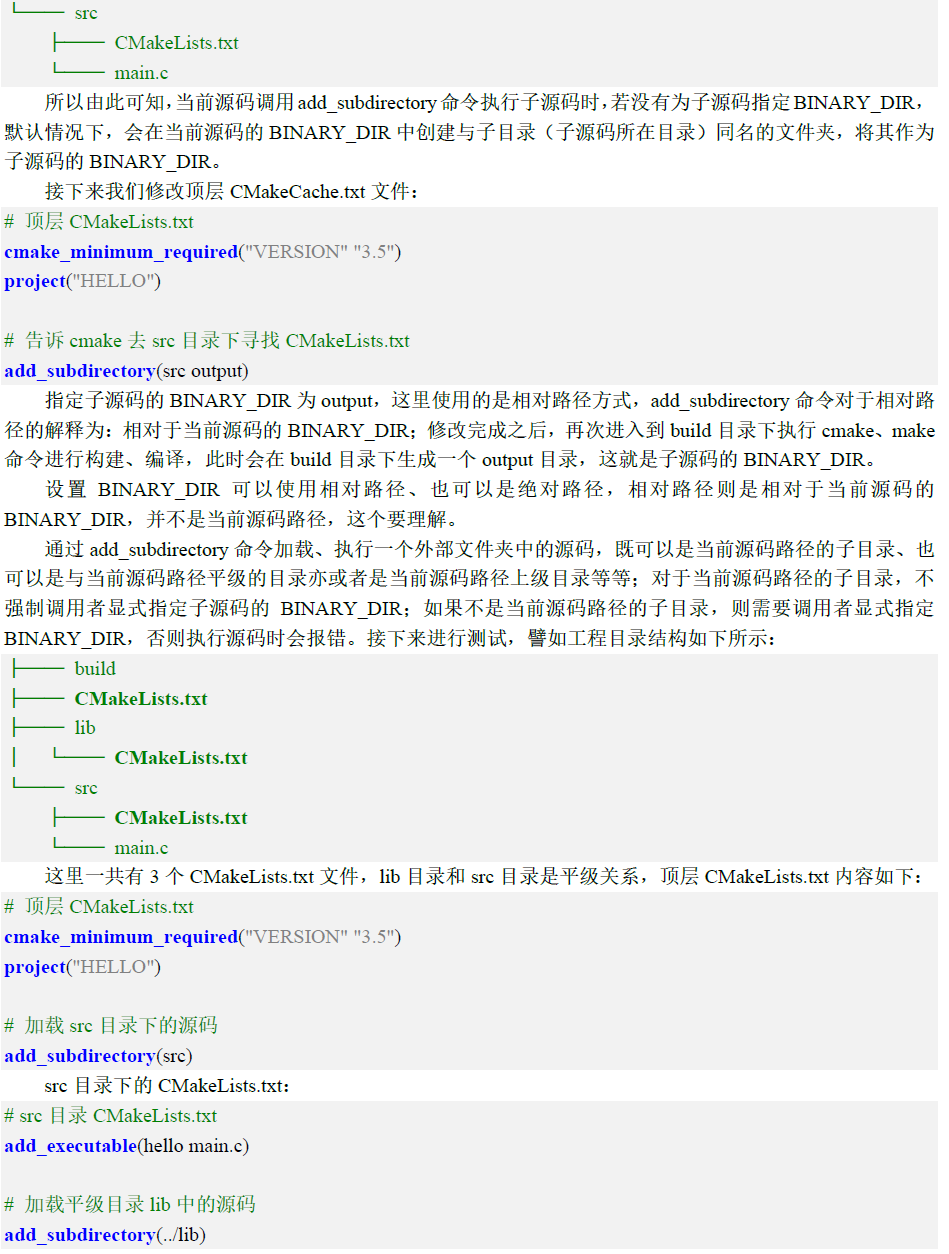 └── src
├── CMakeLists.txt
└── main.c
所以由此可知，当前源码调用 add_subdirectory 命令执行子源码时，若没有为子源码指定 BINARY_DIR，
默认情况下，会在当前源码的 BINARY_DIR 中创建与子目录（子源码所在目录）同名的文件夹，将其作为
子源码的 BINARY_DIR。
接下来我们修改顶层 CMakeCache.txt 文件：
# 顶层 CMakeLists.txt
cmake_minimum_required("VERSION" "3.5")
project("HELLO")
# 告诉 cmake 去 src 目录下寻找 CMakeLists.txt
add_subdirectory(src output)
指定子源码的 BINARY_DIR 为 output，这里使用的是相对路径方式，add_subdirectory 命令对于相对路
径的解释为：相对于当前源码的 BINARY_DIR；修改完成之后，再次进入到 build 目录下执行 cmake、make
命令进行构建、编译，此时会在 build 目录下生成一个 output 目录，这就是子源码的 BINARY_DIR。
设置 BINARY_DIR 可以使用相对路径、也可以是绝对路径，相对路径则是相对于当前源码的
BINARY_DIR，并不是当前源码路径，这个要理解。
通过 add_subdirectory 命令加载、执行一个外部文件夹中的源码，既可以是当前源码路径的子目录、也
可以是与当前源码路径平级的目录亦或者是当前源码路径上级目录等等；对于当前源码路径的子目录，不
强制调用者显式指定子源码的 BINARY_DIR；如果不是当前源码路径的子目录，则需要调用者显式指定
BINARY_DIR，否则执行源码时会报错。接下来进行测试，譬如工程目录结构如下所示：
├── build
├── CMakeLists.txt
├── lib
│   └── CMakeLists.txt
└── src
├── CMakeLists.txt
└── main.c
这里一共有 3 个 CMakeLists.txt 文件，lib 目录和 src 目录是平级关系，顶层 CMakeLists.txt 内容如下：
# 顶层 CMakeLists.txt
cmake_minimum_required("VERSION" "3.5")
project("HELLO")
# 加载 src 目录下的源码
add_subdirectory(src)
src 目录下的 CMakeLists.txt：
# src 目录 CMakeLists.txt
add_executable(hello main.c)
# 加载平级目录 lib 中的源码
add_subdirectory(../lib)